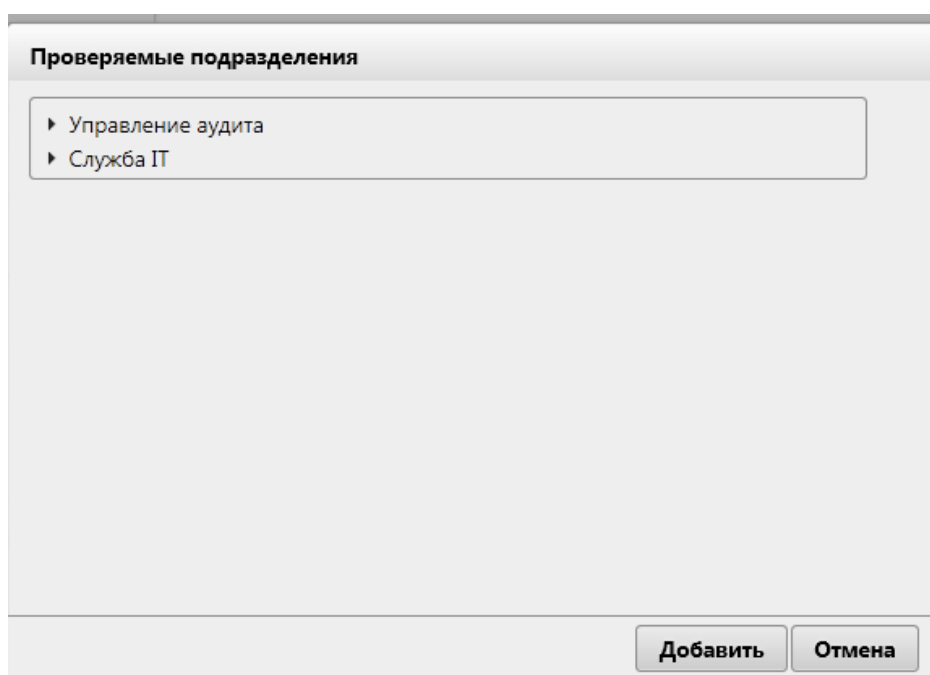 Проверяемые подразделения
Управление аудита
Служба IT
Добавить Отмена